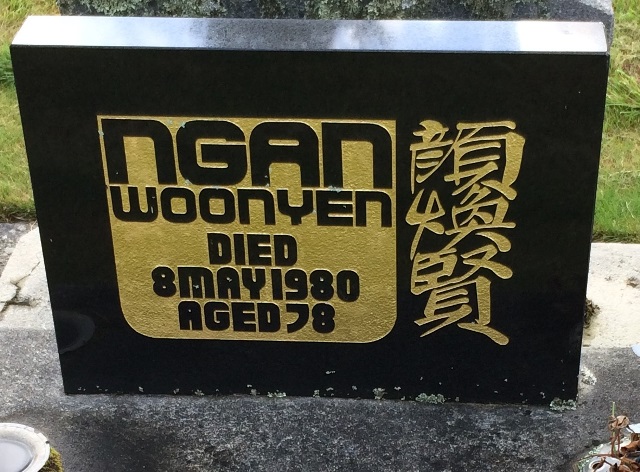 NGAN
WOONYEN
DIED
8 MAY 1980
AGED 78
顏煥賢